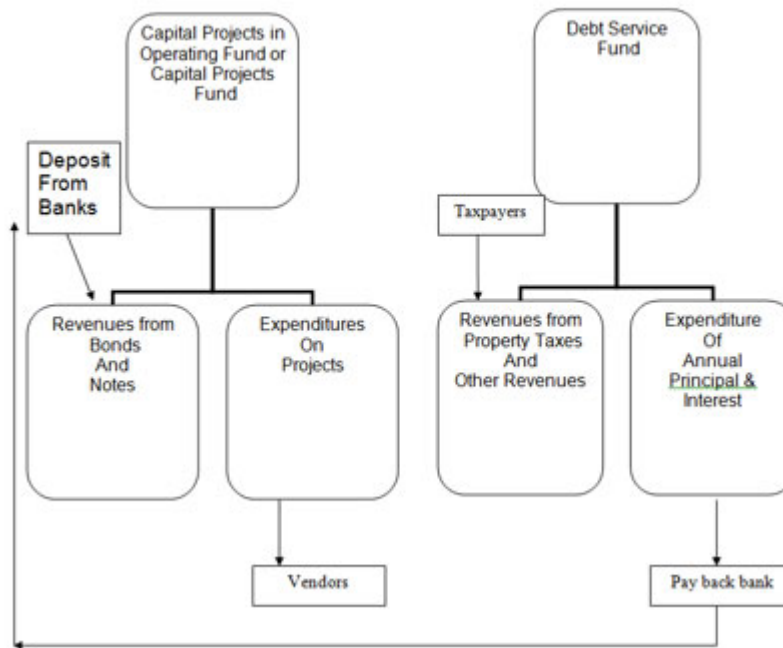 Capital Projects in
Operating Fund or
Capital Projects
Fund
Debt Service
Fund
Deposit
From
Banks
Taxpayers
Revenues from
Bonds
And
Notes
Expenditures
On
Projects
Revenues from
Property Taxes
And
Other Revenues
Expenditure
Of
Annual
Principal &
Interest
Vendors
Pay back bank